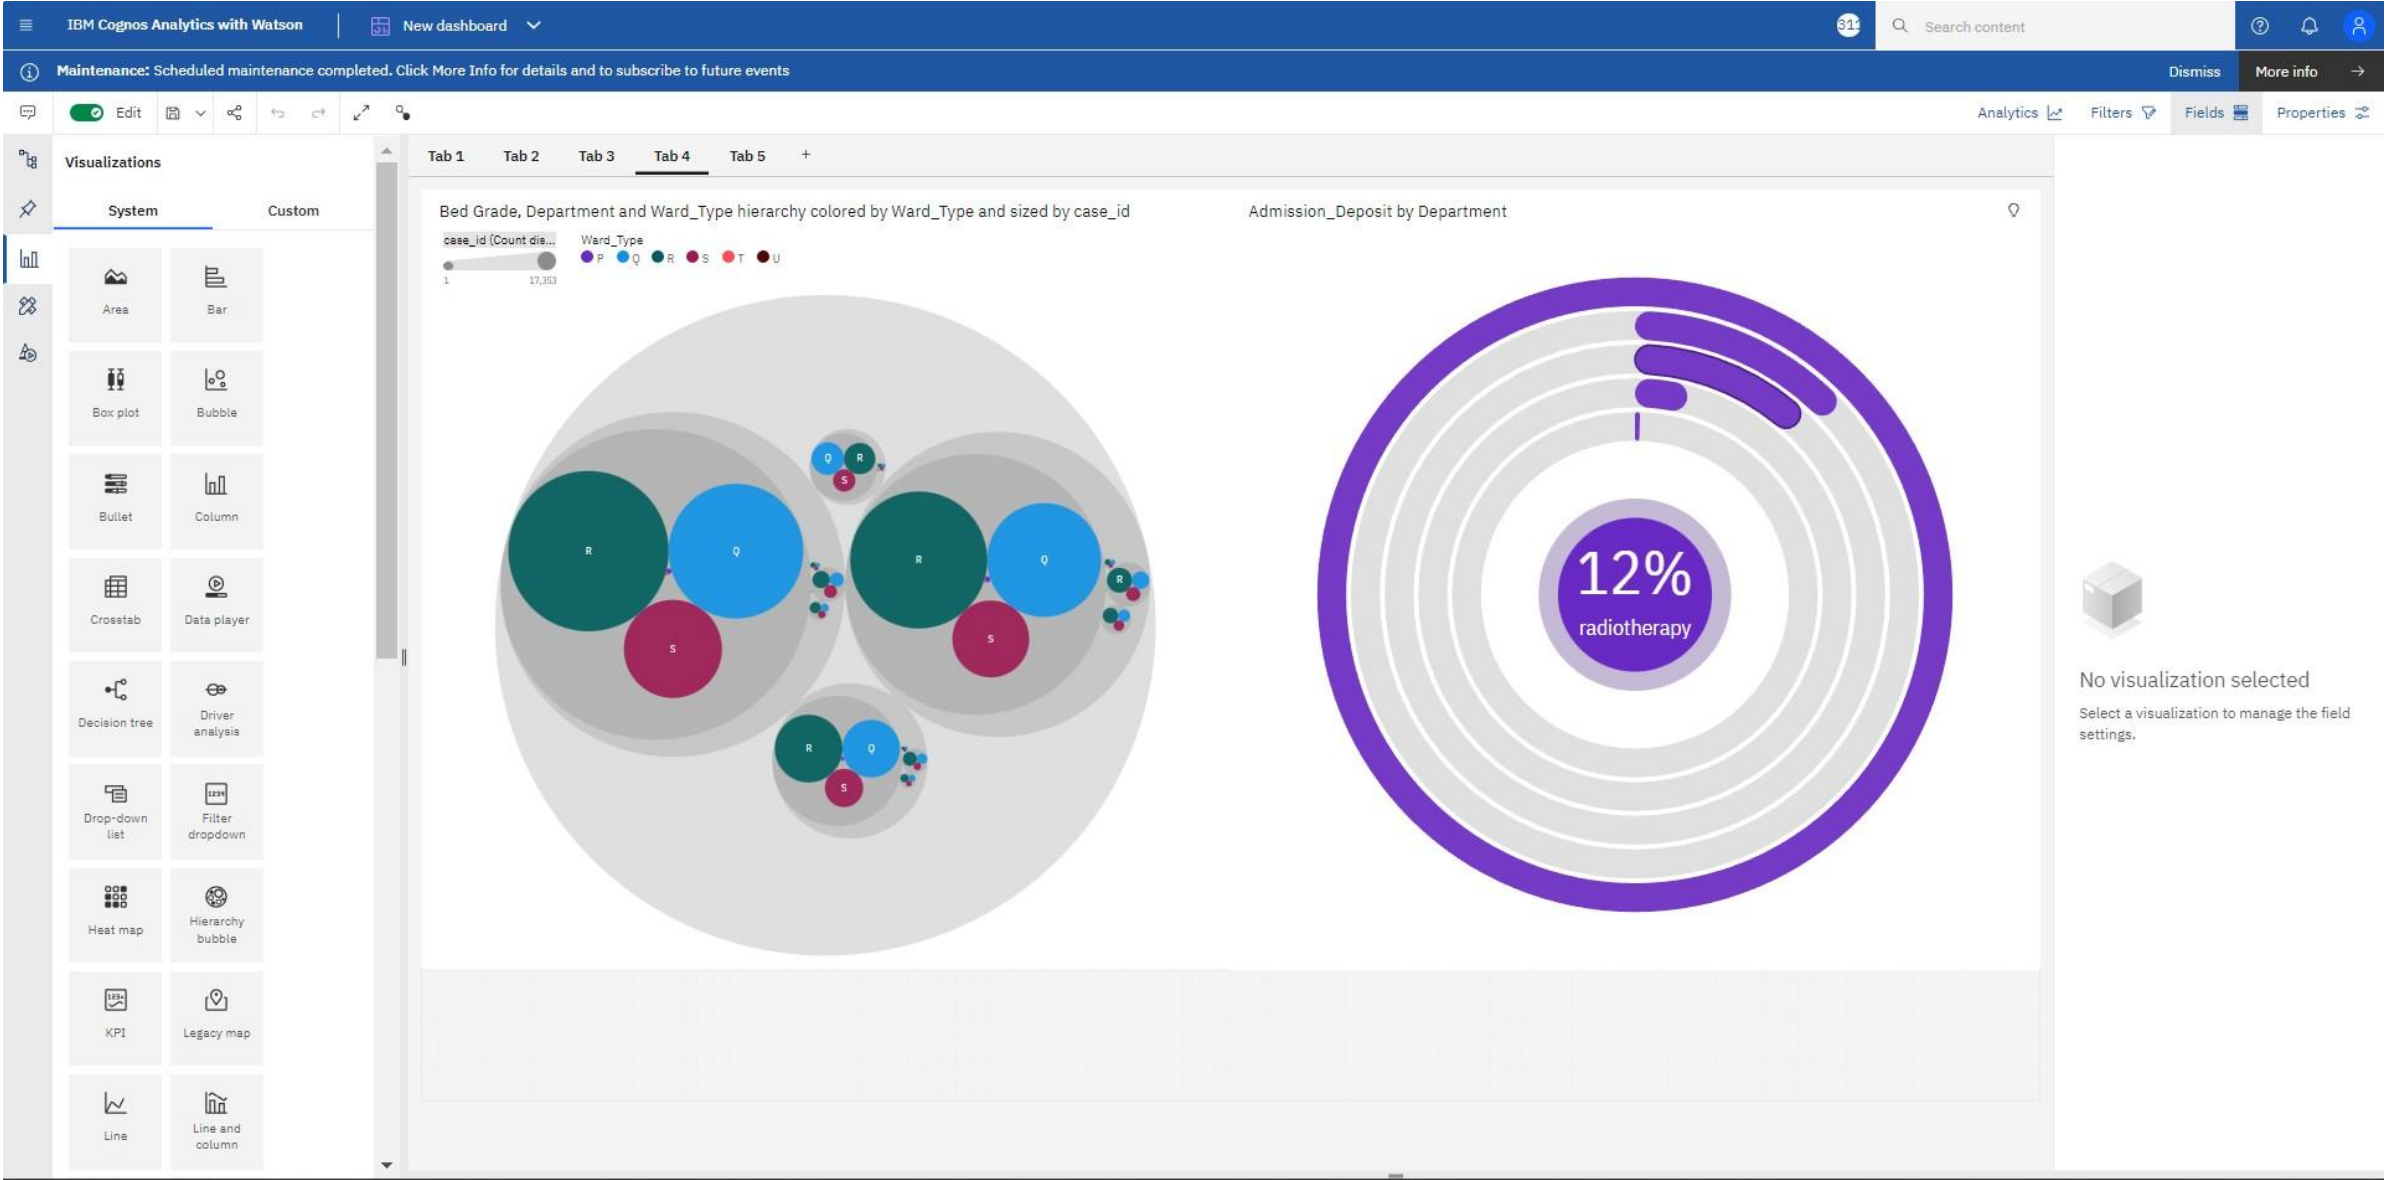 IBM Cognos Analytics with Watson
New dashboard
311
Search content
Maintenance: Scheduled maintenance completed. Click More Info for details and to subscribe to future events
Dismiss
More info
Edit
Analytics
Filters
Fields
Properties
Visualizations
System
Custom
Area
Bar
Box plot
Bubble
Bullet
Column
Crosstab
Data player
Decision tree
Driver
analysis
Drop-down
list
Filter
dropdown
Heat map
Hierarchy
bubble
KPI
Legacy map
Line
Line and
column
Tab 1
Tab 2
Tab 3
Tab 4
Tab 5
+
Bed Grade, Department and Ward_Type hierarchy colored by Ward_Type and sized by case_id
case_id (Count dis...
1
17,353
Ward_Type
P
Q
R
S
T
U
Q
R
S
R
Q
S
R
Q
S
R
R
Q
S
Admission_Deposit by Department
12%
radiotherapy
No visualization selected
Select a visualization to manage the field
settings.